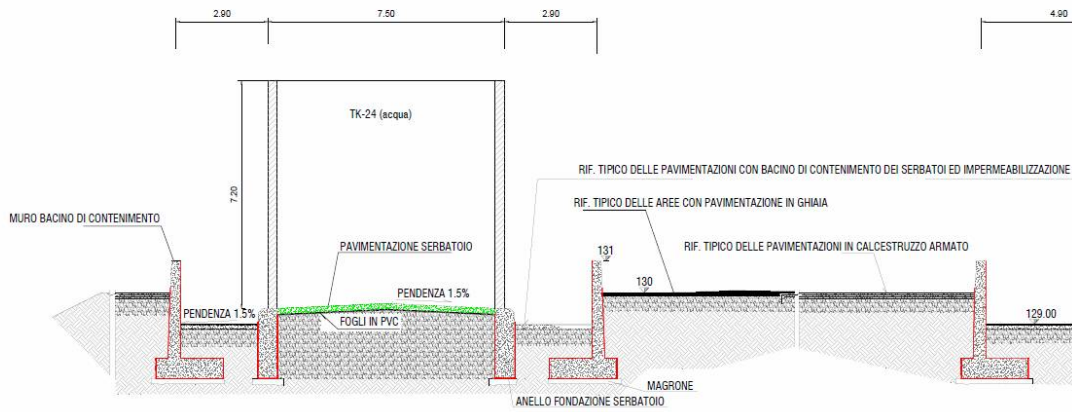 2.90
7.50
2.90
4.90
TK-24 (acqua)
7.20
RIF. TIPICO DELLE PAVIMENTAZIONI CON BACINO DI CONTENIMENTO DEI SERBATOI ED IMPERMEABILIZZAZIONE
RIF. TIPICO DELLE AREE CON PAVIMENTAZIONE IN GHIAIA
MURO BACINO DI CONTENIMENTO
PAVIMENTAZIONE SERBATOIO
131
RIF. TIPICO DELLE PAVIMENTAZIONI IN CALCESTRUZZO ARMATO
130
PENDENZA 1.5%
PENDENZA 1.5%
FOGLI IN PVC
129.00
MAGRONE
ANELLO FONDAZIONE SERBATOIO